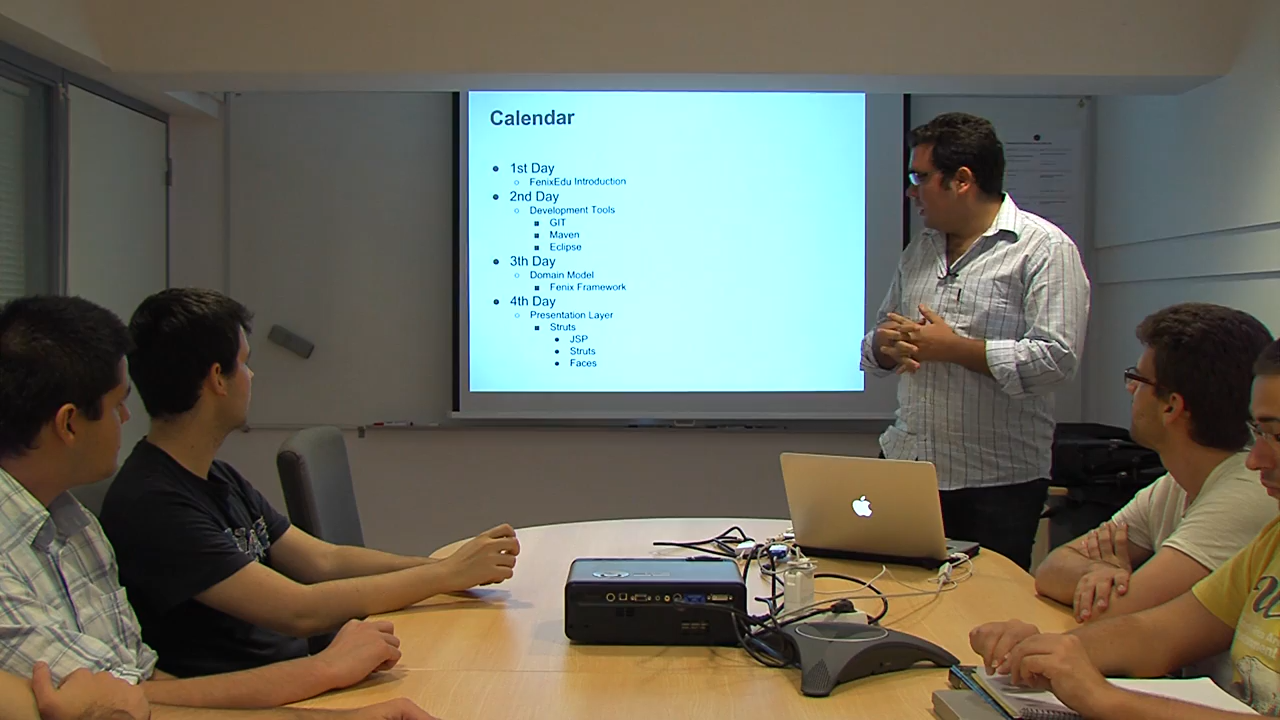 Calendar
1st Day
FenixEdu Introduction
2nd Day
Development Tools
GIT
Maven
Eclipse
3th Day
Domain Model
Fenix Framework
4th Day
Presentation Layer
Struts
JSP
Struts
Faces